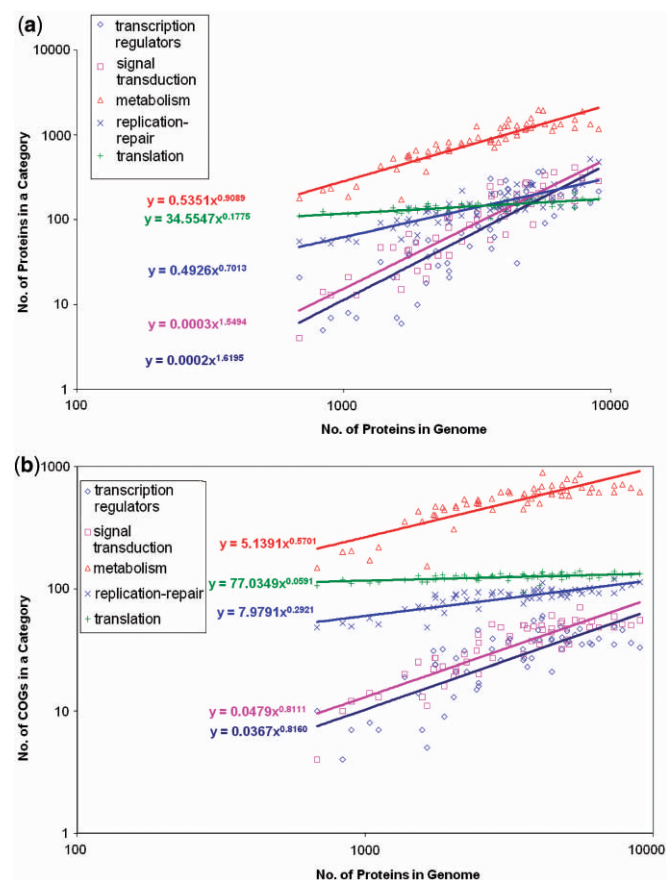 (a)
transcription
regulators
signal
transduction
metabolism
replication-
repair
translation
No. of Proteins in a Category
10000
1000
100
10
1
y = 0.5351x^0.9089
y = 34.5547x^0.1775
y = 0.4926x^0.7013
y = 0.0003x^1.5494
y = 0.0002x^1.6195
100
1000
10000
No. of Proteins in Genome
(b)
transcription
regulators
signal
transduction
metabolism
replication-repair
translation
No. of COGs in a Category
1000
100
10
1
y = 5.1391x^0.5701
y = 77.0349x^0.0591
y = 7.9791x^0.2921
y = 0.0479x^0.8111
y = 0.0367x^0.8160
100
1000
10000
No. of Proteins in Genome